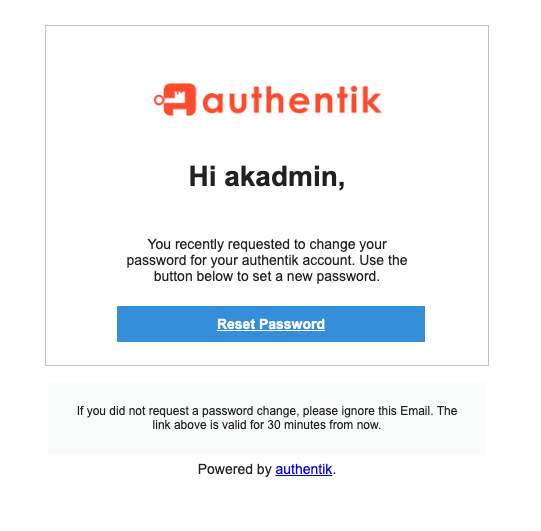 authentik
Hi akadmin,
You recently requested to change your
password for your authentik account. Use the
button below to set a new password.
Reset Password
If you did not request a password change, please ignore this Email. The
link above is valid for 30 minutes from now.
Powered by authentik.